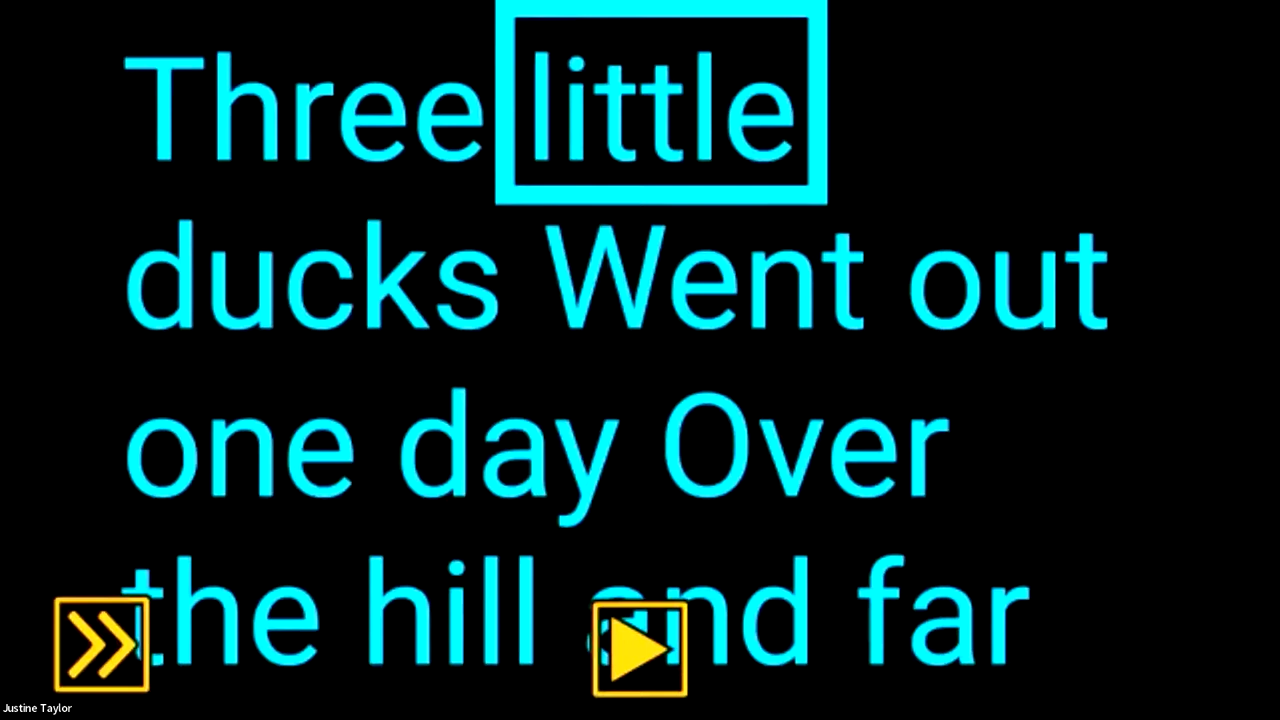 Three little
ducks Went out
one day Over
the hill and far
Justine Taylor